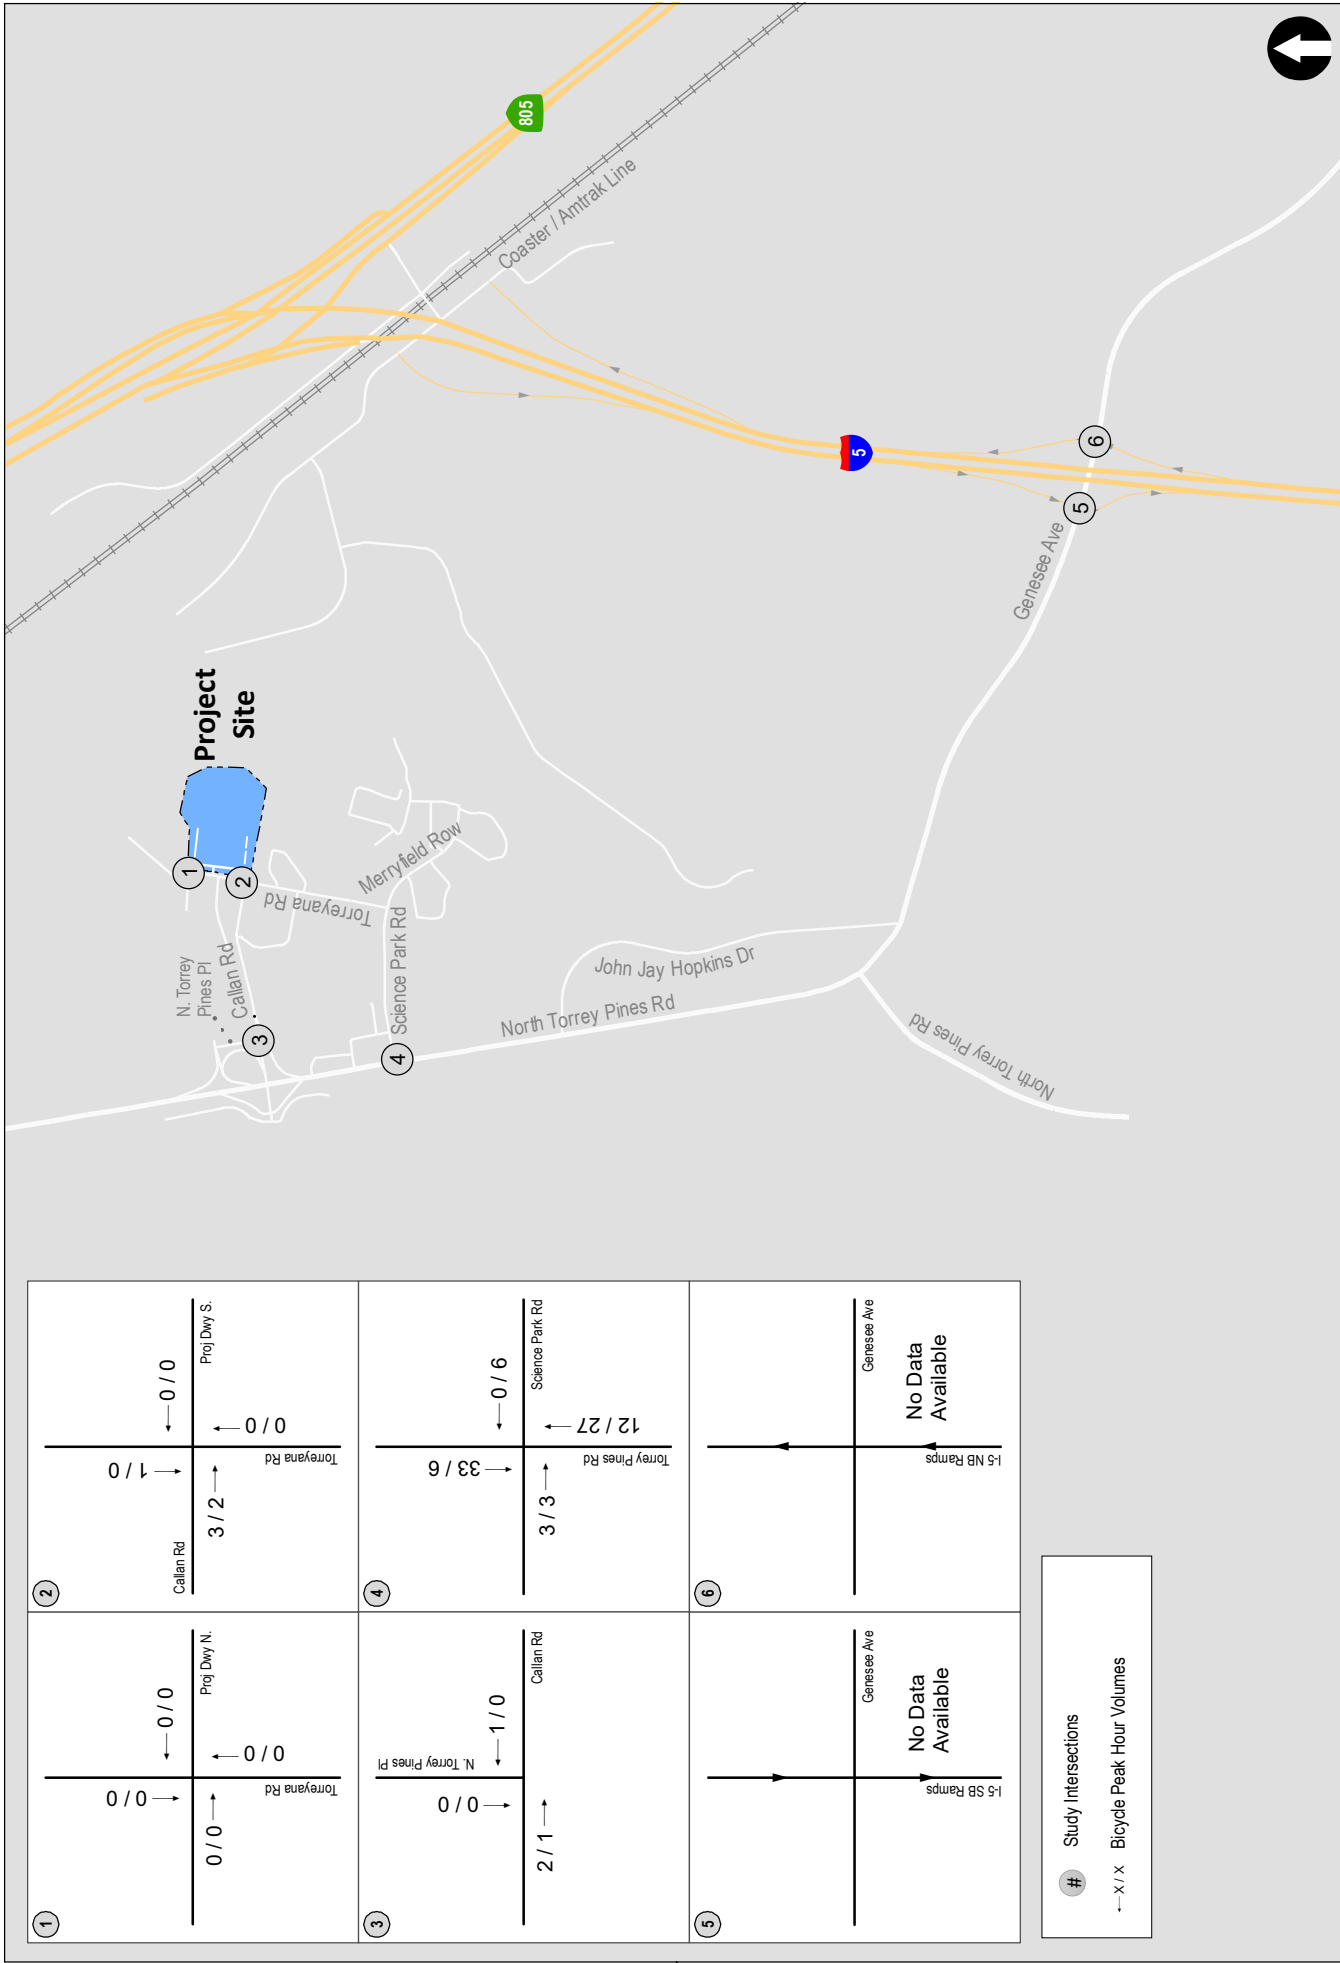 805
Coaster / Amtrak Line
5
6
5
Genesee Ave
Project
Site
1
2
Torreyana Rd
Merryfield Row
N. Torrey
Pines Pl
Callan Rd
3
Science Park Rd
4
North Torrey Pines Rd
John Jay Hopkins Dr
North Torrey Pines Rd
1
0 / 0
0 / 0
Proj Dwy N.
0 / 0
0 / 0
Torreyana Rd
2
Callan Rd
1 / 0
0 / 0
Proj Dwy S.
3 / 2
0 / 0
Torreyana Rd
3
N. Torrey Pines Pl
0 / 0
1 / 0
Callan Rd
2 / 1
4
33 / 6
0 / 6
Science Park Rd
3 / 3
12 / 27
Torrey Pines Rd
5
Genesee Ave
No Data
Available
I-5 SB Ramps
6
Genesee Ave
No Data
Available
I-5 NB Ramps
# Study Intersections
X / X Bicycle Peak Hour Volumes